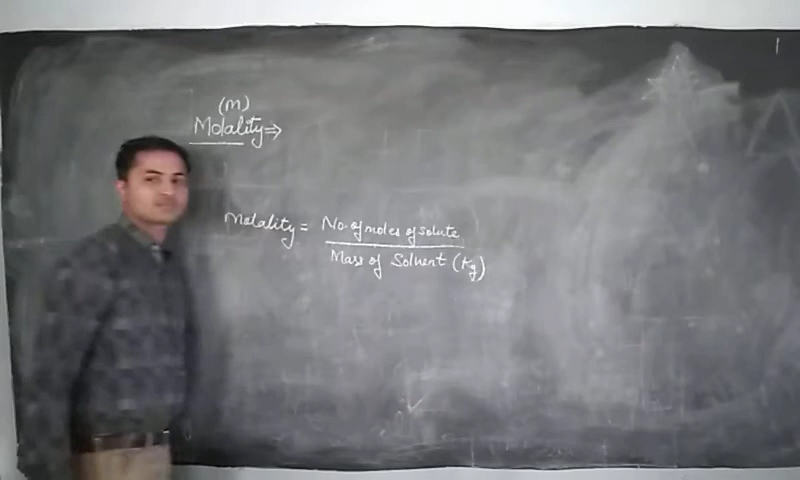 (m)
Molality⇒
Molality = No. of moles of solute
Mass of Solvent (Kg)